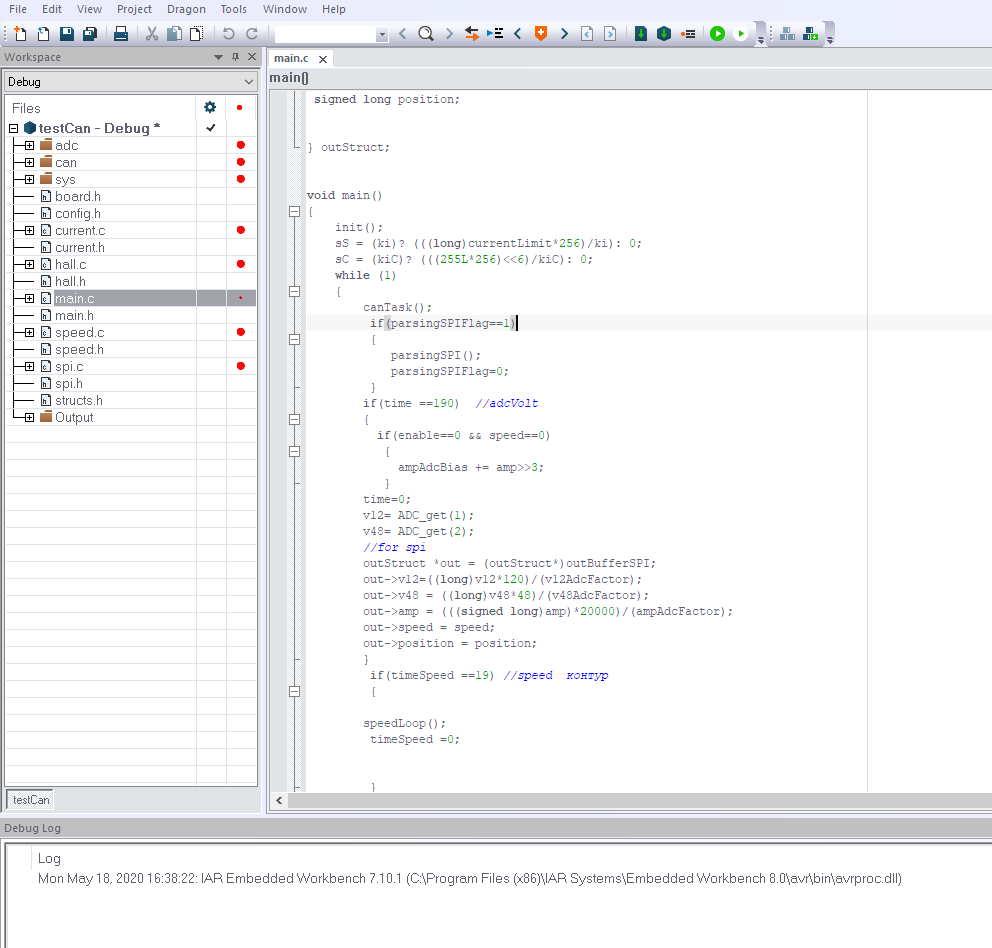 File Edit View Project Dragon Tools Window Help
Workspace
Debug
Files
testCan - Debug *
adc
can
sys
board.h
config.h
current.c
current.h
hall.c
hall.h
main.c
main.h
speed.c
speed.h
spi.c
spi.h
structs.h
Output
testCan
main.c
main()
signed long position;
} outStruct;
void main()
{
init();
sS = (ki)? (((long)currentLimit*256)/ki): 0;
sC = (kiC)? (((255L*256)<<6)/kiC): 0;
while (1)
{
canTask();
if(parsingSPIFlag==1)
{
parsingSPI();
parsingSPIFlag=0;
}
if(time ==190) //adcVolt
{
if(enable==0 && speed==0)
{
ampAdcBias += amp>>3;
}
time=0;
v12= ADC_get(1);
v48= ADC_get(2);
//for spi
outStruct *out = (outStruct*)outBufferSPI;
out->v12=((long)v12*120)/(v12AdcFactor);
out->v48 = ((long)v48*48)/(v48AdcFactor);
out->amp = (((signed long)amp)*20000)/(ampAdcFactor);
out->speed = speed;
out->position = position;
}
if(timeSpeed ==19) //speed контур
{
speedLoop();
timeSpeed =0;
}
Debug Log
Log
Mon May 18, 2020 16:38:22: IAR Embedded Workbench 7.10.1 (C:\Program Files (x86)\IAR Systems\Embedded Workbench 8.0\avr\bin\avrproc.dll)